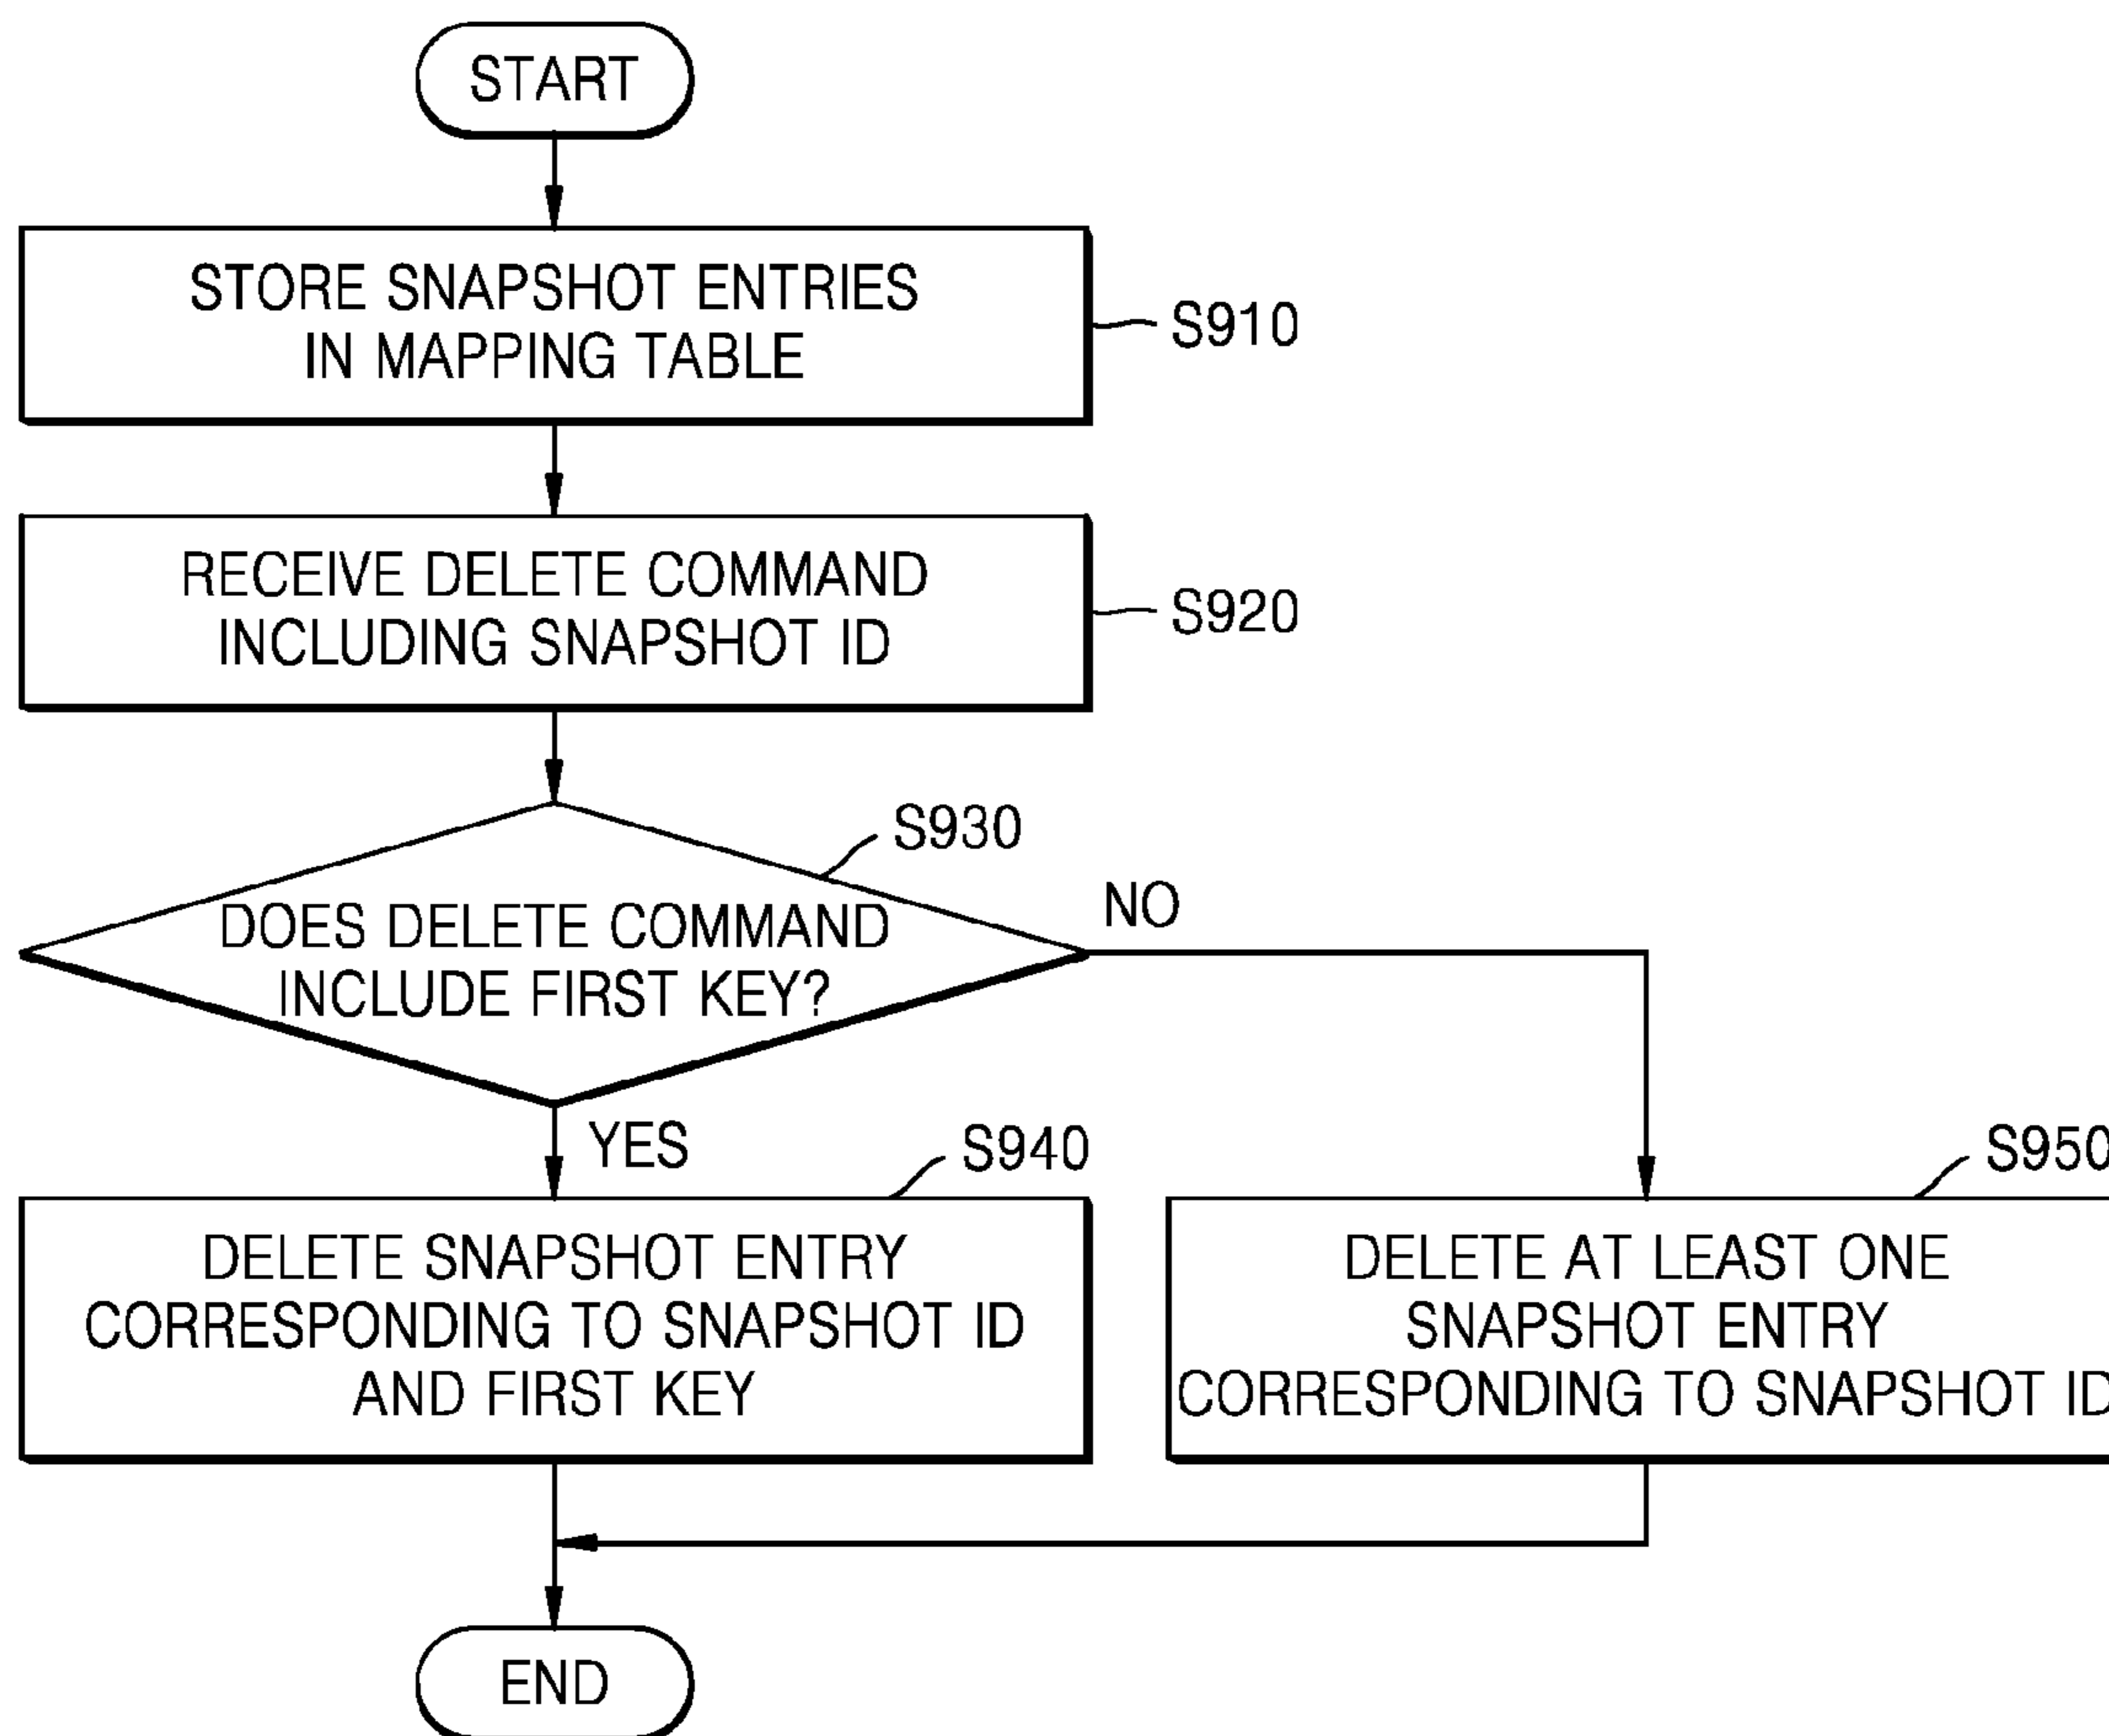 START
STORE SNAPSHOT ENTRIES
IN MAPPING TABLE
S910
RECEIVE DELETE COMMAND
INCLUDING SNAPSHOT ID
S920
S930
DOES DELETE COMMAND
INCLUDE FIRST KEY?
NO
YES
S940
DELETE SNAPSHOT ENTRY
CORRESPONDING TO SNAPSHOT ID
AND FIRST KEY
S950
DELETE AT LEAST ONE
SNAPSHOT ENTRY
CORRESPONDING TO SNAPSHOT ID
END